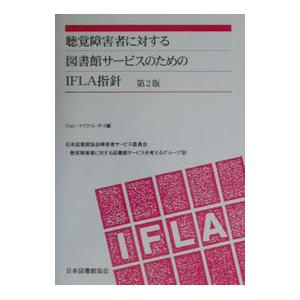 聴覚障害者に対する
図書館サービスのための
IFLA指針 第2版
ジョン・マイケル・デイ編
日本図書館協会障害者サービス委員会
聴覚障害者に対する図書館サービスを考えるグループ訳
IFLA
日本図書館協会